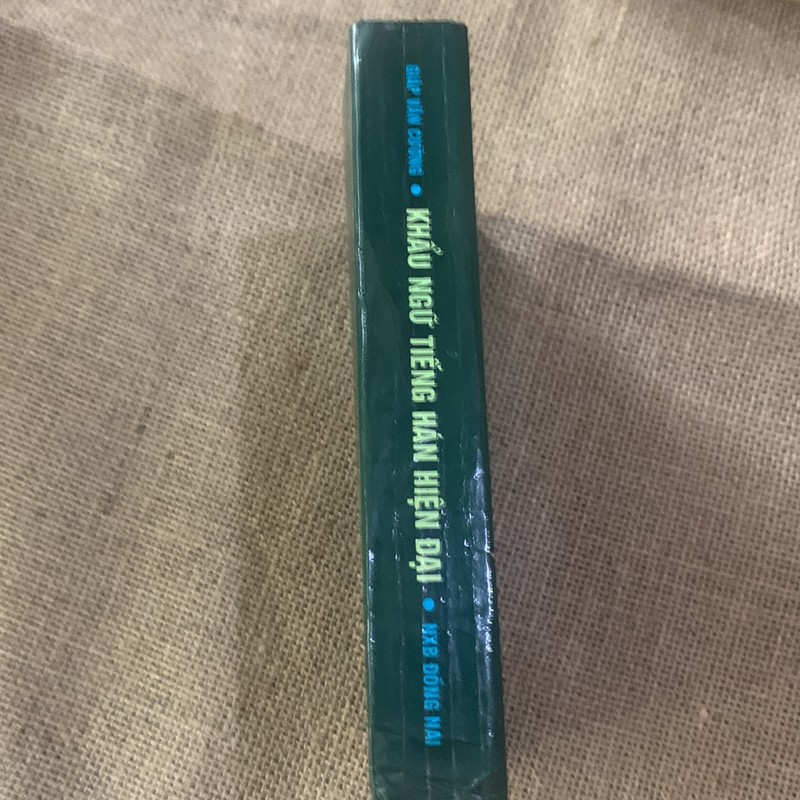 GIÁP VĂN CƯỜNG • KHẨU NGỮ TIẾNG HÁN HIỆN ĐẠI • NXB ĐỒNG NAI